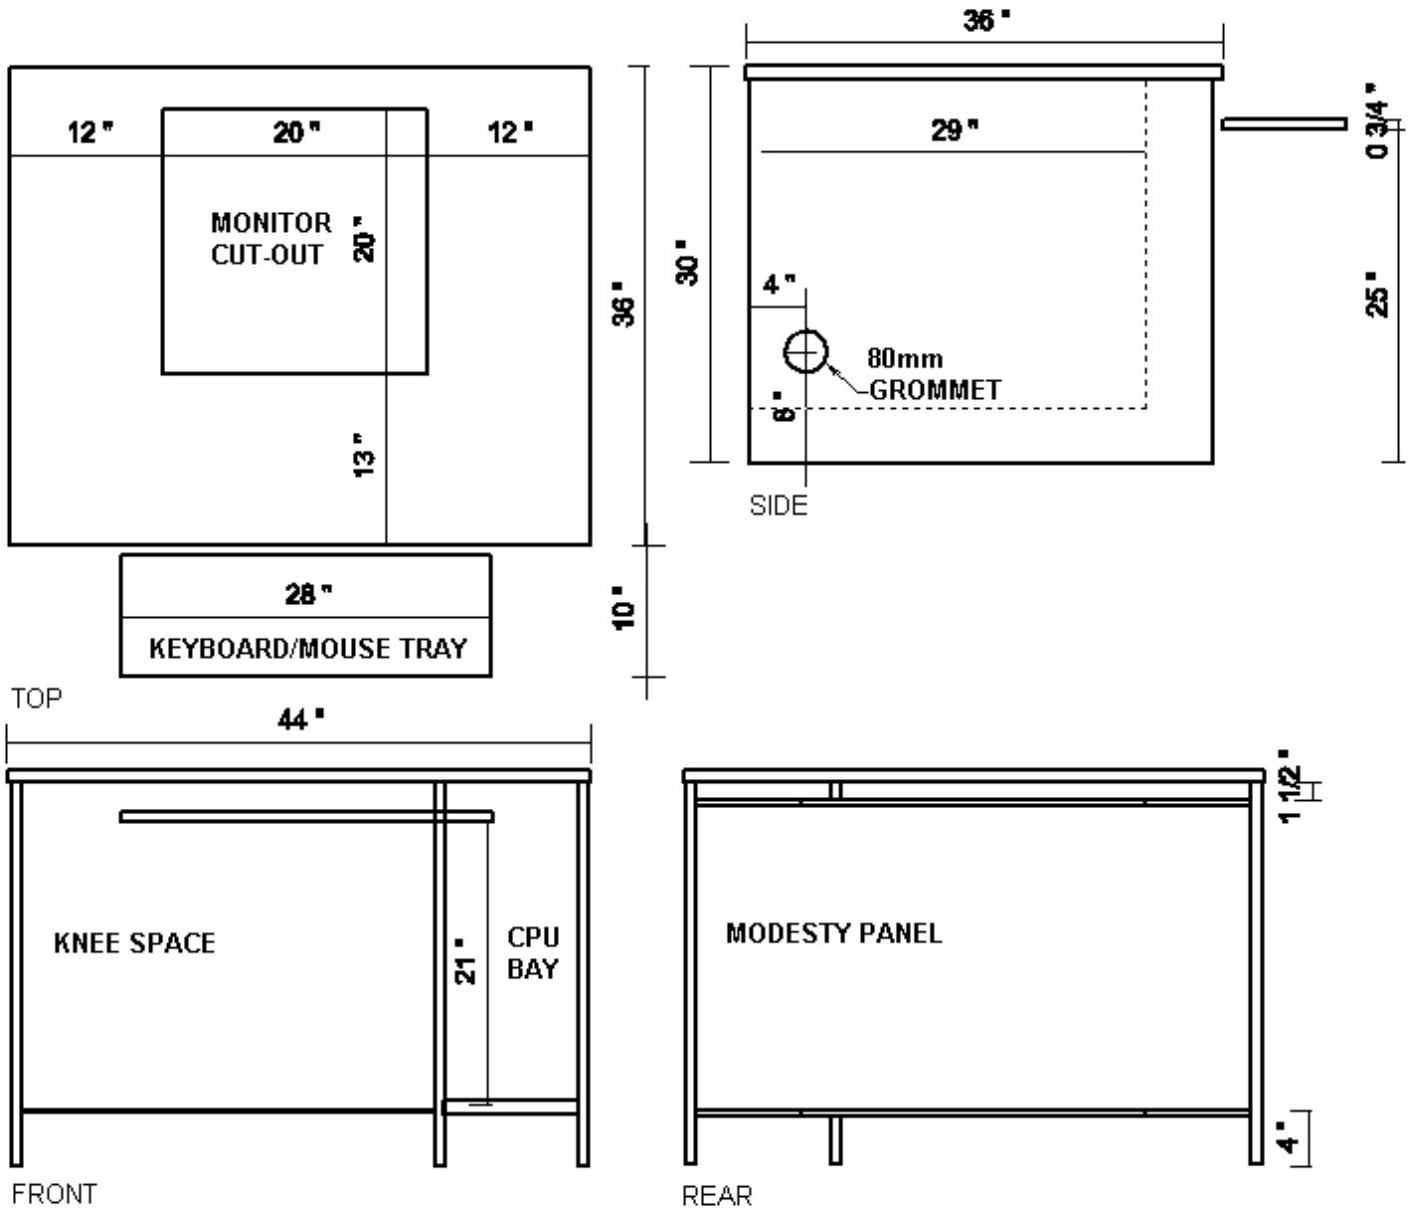 36 "
12 "
20 "
12 "
MONITOR
CUT-OUT
20 "
13 "
36 "
28 "
KEYBOARD/MOUSE TRAY
10 "
TOP
29 "
0 3/4 "
30 "
4 "
25 "
80mm
GROMMET
8 "
SIDE
44 "
KNEE SPACE
21 "
CPU
BAY
FRONT
1 1/2 "
MODESTY PANEL
4 "
REAR